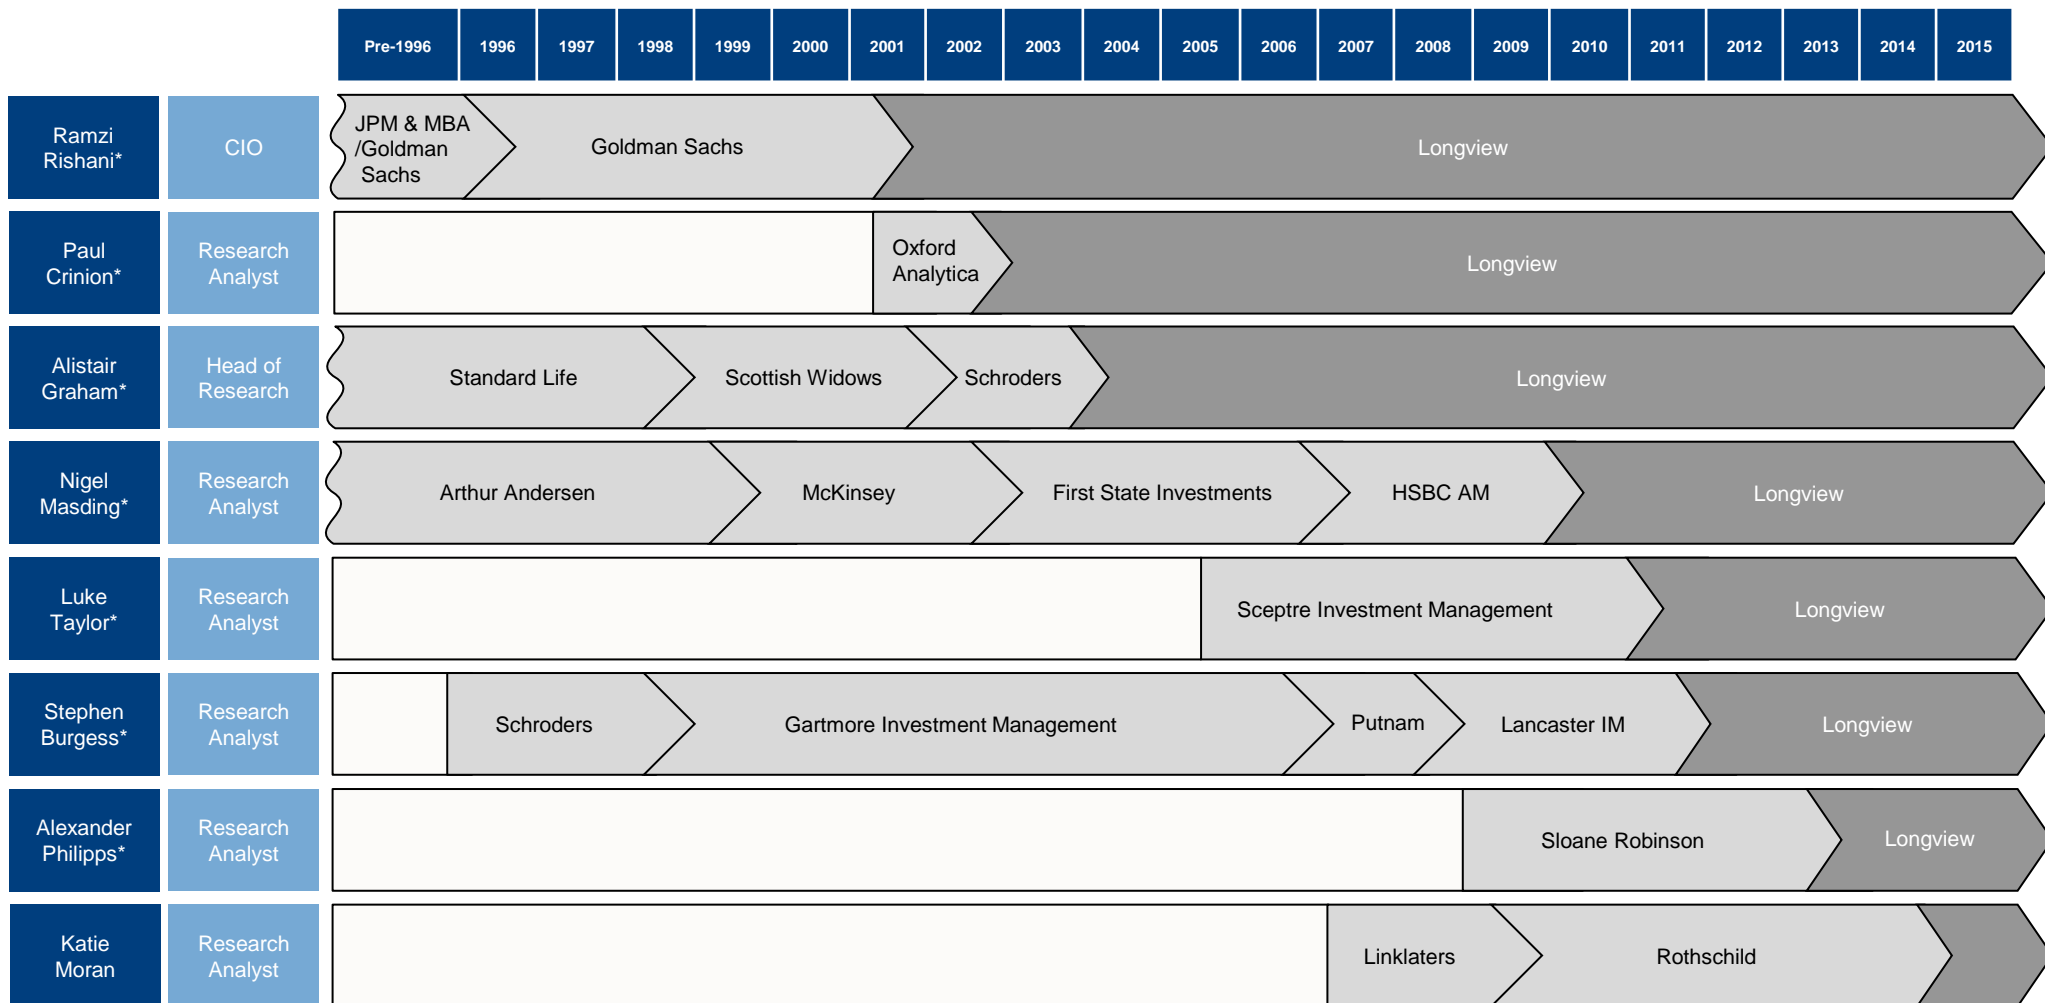 Pre-1996 1996 1997 1998 1999 2000 2001 2002 2003 2004 2005 2006 2007 2008 2009 2010 2011 2012 2013 2014 2015
Ramzi
Rishani*
CIO
JPM & MBA
/Goldman
Sachs
Goldman Sachs
Longview
Paul
Crinion*
Research
Analyst
Oxford
Analytica
Longview
Alistair
Graham*
Head of
Research
Standard Life
Scottish Widows
Schroders
Longview
Nigel
Masding*
Research
Analyst
Arthur Andersen
McKinsey
First State Investments
HSBC AM
Longview
Luke
Taylor*
Research
Analyst
Sceptre Investment Management
Longview
Stephen
Burgess*
Research
Analyst
Schroders
Gartmore Investment Management
Putnam
Lancaster IM
Longview
Alexander
Philipps*
Research
Analyst
Sloane Robinson
Longview
Katie
Moran
Research
Analyst
Linklaters
Rothschild